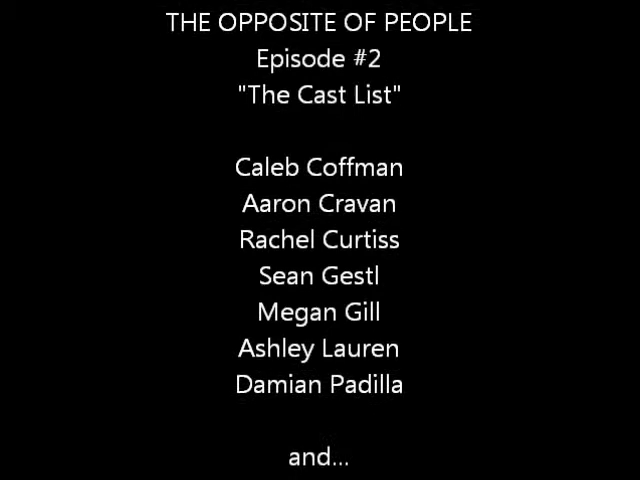 THE OPPOSITE OF PEOPLE
Episode #2
"The Cast List"
Caleb Coffman
Aaron Cravan
Rachel Curtiss
Sean Gestl
Megan Gill
Ashley Lauren
Damian Padilla
and...